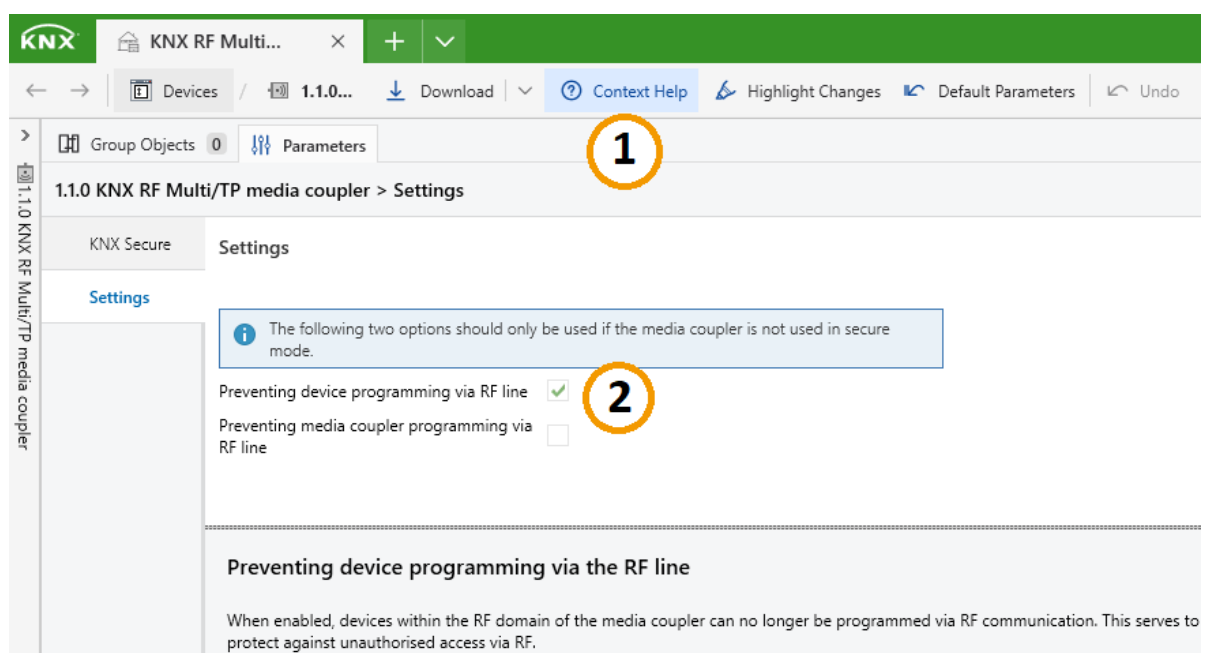 KNX KNX RF Multi...
Devices / 1.1.0... Download Context Help Highlight Changes Default Parameters Undo
1
Group Objects 0 Parameters
1.1.0 KNX RF Multi/TP media coupler > Settings
1.1.0 KNX RF Multi/TP media coupler
KNX Secure
Settings
Settings
The following two options should only be used if the media coupler is not used in secure
mode.
Preventing device programming via RF line
2
Preventing media coupler programming via
RF line
Preventing device programming via the RF line
When enabled, devices within the RF domain of the media coupler can no longer be programmed via RF communication. This serves to
protect against unauthorised access via RF.